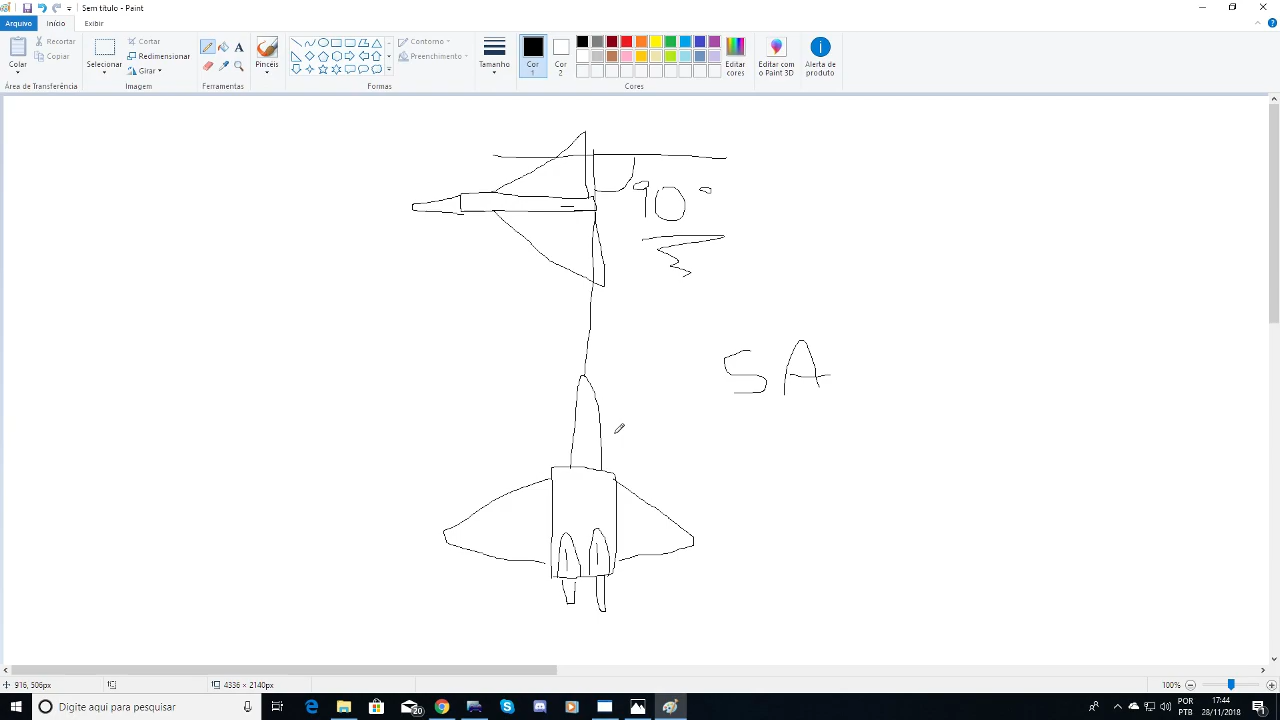 Sem título - Paint
Arquivo Início Exibir
Colar
Recortar
Copiar
Área de Transferência
Selecionar
Cortar
Redimensionar
Girar
Imagem
Ferramentas
Pincéis
Contorno
Preenchimento
Formas
Tamanho
Cor 1
Cor 2
Editar cores
Cores
Editar com o Paint 3D
Alerta de produto
90°
SA
916, 506px
4336 × 2140px
100%
Digite aqui para pesquisar
20
POR
PTB
17:44
28/11/2018